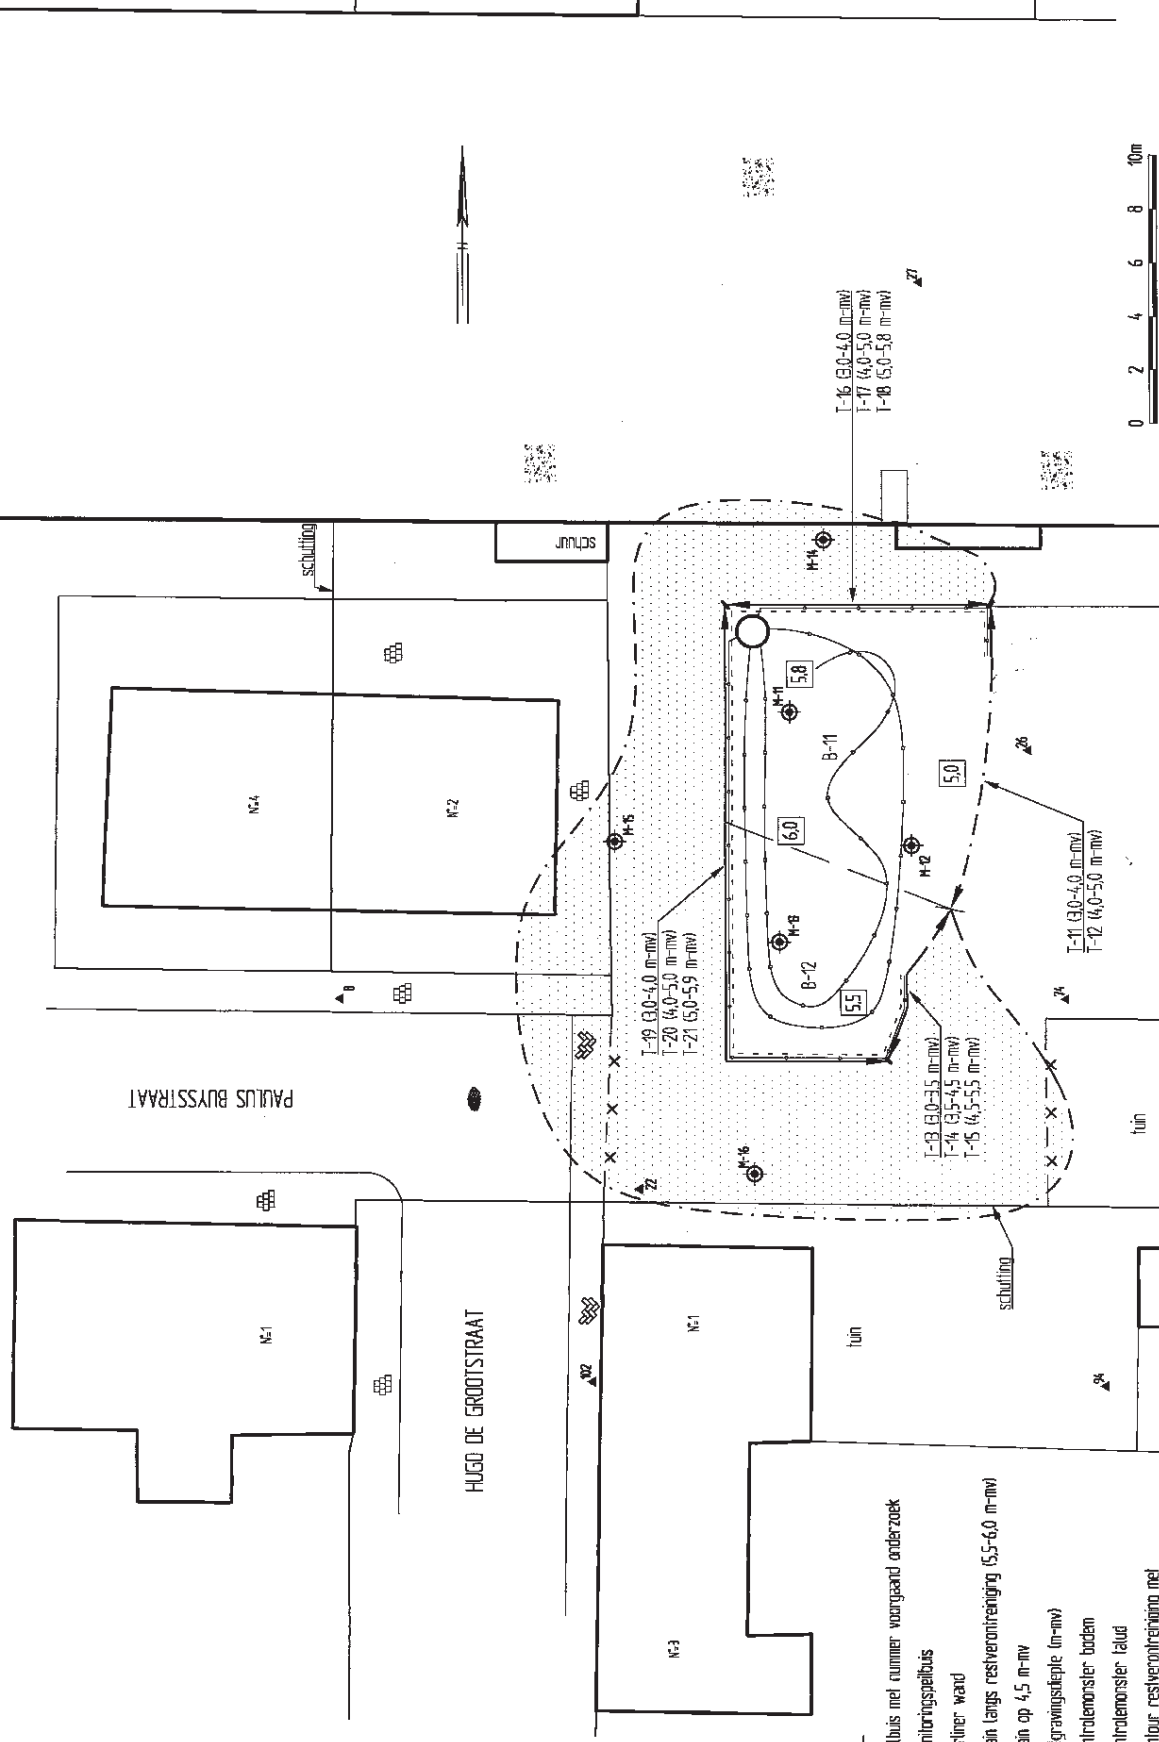 schutting
schuur
N=4
N=2
PAULUS BUYSSTRAAT
8
M-15
M-14
M-11
5,8
B-11
6,0
5,0
M-12
M-13
B-12
5,5
T-16 (3,0-4,0 m-mv)
T-17 (4,0-5,0 m-mv)
T-18 (5,0-5,8 m-mv)
27
0 2 4 6 8 10m
T-19 (3,0-4,0 m-mv)
T-20 (4,0-5,0 m-mv)
T-21 (5,0-5,9 m-mv)
26
T-11 (3,0-4,0 m-mv)
T-12 (4,0-5,0 m-mv)
24
T-13 (3,0-3,5 m-mv)
T-14 (3,5-4,5 m-mv)
T-15 (4,5-5,5 m-mv)
tuin
M-16
22
schutting
N=1
HUGO DE GROOTSTRAAT
102
N=1
tuin
94
N=3
lbuis met nummer voorgaand onderzoek
nitoringspeilbuis
rliner wand
ain langs restverontreiniging (5,5-6,0 m-mv)
ain op 4,5 m-mv
tgravingsdiepte (m-mv)
ntrolemonster bodem
ntrolemonster talud
ntour restverontreiniging met